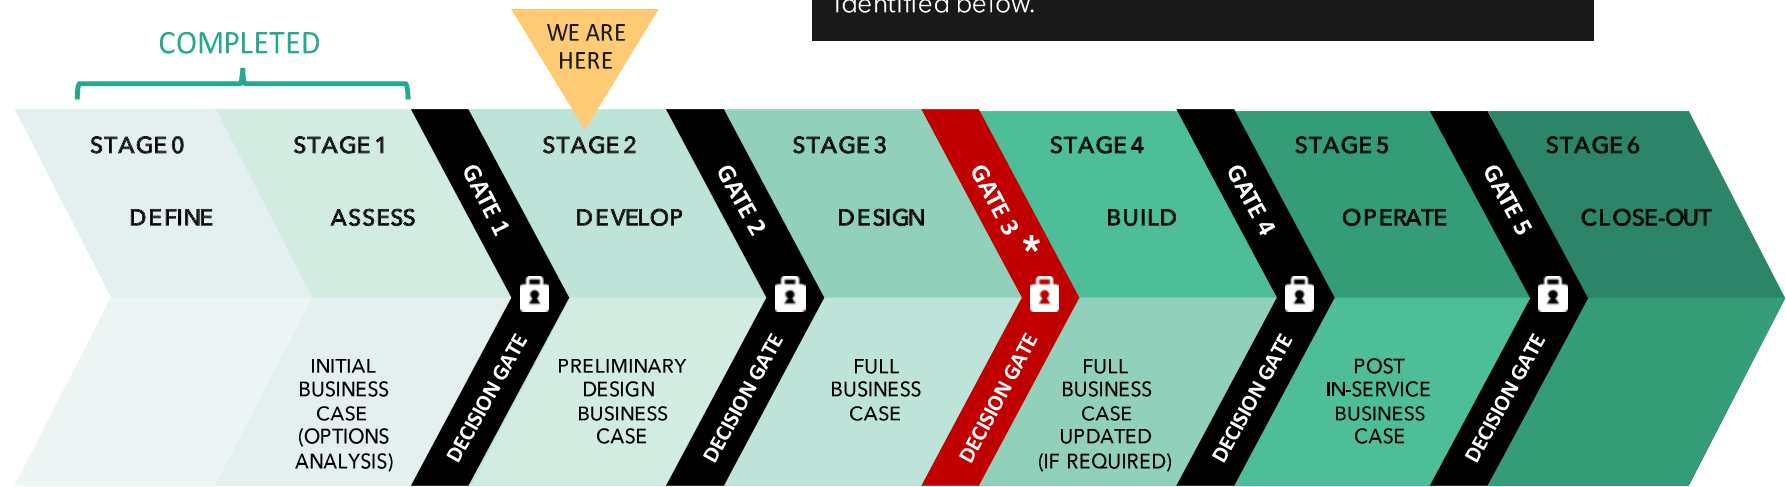 identified below.
COMPLETED
WE ARE
HERE
STAGE 0
DEFINE
STAGE 1
ASSESS
INITIAL
BUSINESS
CASE
(OPTIONS
ANALYSIS)
GATE 1
DECISION GATE
STAGE 2
DEVELOP
PRELIMINARY
DESIGN
BUSINESS
CASE
GATE 2
DECISION GATE
STAGE 3
DESIGN
FULL
BUSINESS
CASE
GATE 3 *
DECISION GATE
STAGE 4
BUILD
FULL
BUSINESS
CASE
UPDATED
(IF REQUIRED)
GATE 4
DECISION GATE
STAGE 5
OPERATE
POST
IN-SERVICE
BUSINESS
CASE
GATE 5
DECISION GATE
STAGE 6
CLOSE-OUT